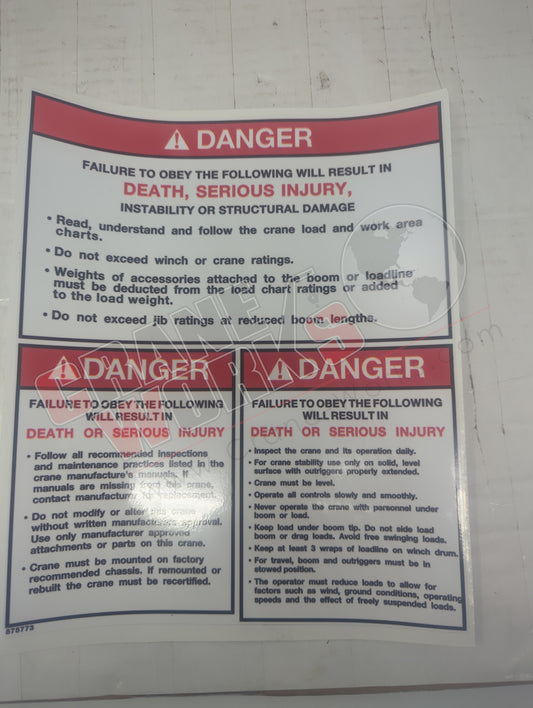 DANGER
FAILURE TO OBEY THE FOLLOWING WILL RESULT IN
DEATH, SERIOUS INJURY,
INSTABILITY OR STRUCTURAL DAMAGE
• Read, understand and follow the crane load and work area
charts.
• Do not exceed winch or crane ratings.
• Weights of accessories attached to the boom or loadline
must be deducted from the load chart ratings or added
to the load weight.
• Do not exceed jib ratings at reduced boom lengths.
DANGER
FAILURE TO OBEY THE FOLLOWING
WILL RESULT IN
DEATH OR SERIOUS INJURY
• Follow all recommended inspections
and maintenance practices listed in the
crane manufacture's manuals. If
manuals are missing from this crane,
contact manufactury for replacement.
• Do not modify or alter this crane
without written manufacturers approval.
Use only manufacturer approved
attachments or parts on this crane.
• Crane must be mounted on factory
recommended chassis. If remounted or
rebuilt the crane must be recertified.
DANGER
FAILURE TO OBEY THE FOLLOWING
WILL RESULT IN
DEATH OR SERIOUS INJURY
• Inspect the crane and its operation daily.
• For crane stability use only on solid, level
surface with outriggers properly extended.
• Crane must be level.
• Operate all controls slowly and smoothly.
• Never operate the crane with personnel under
boom or load.
• Keep load under boom tip. Do not side load
boom or drag loads. Avoid free swinging loads.
• Keep at least 3 wraps of loadline on winch drum.
• For travel, boom and outriggers must be in
stowed position.
• The operator must reduce loads to allow for
factors such as wind, ground conditions, operating
speeds and the effect of freely suspended loads.
CRANE
WORKS
.com